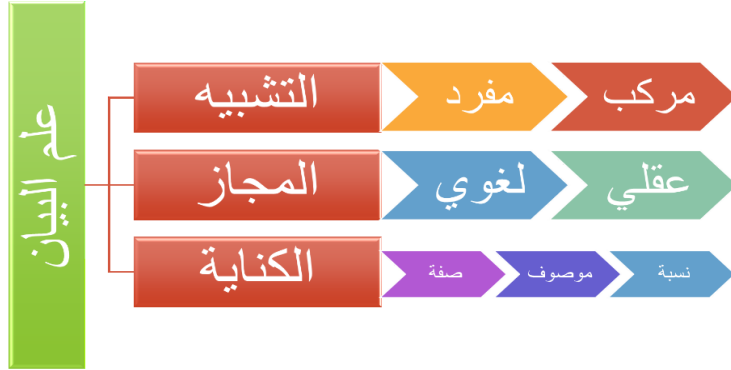 علم البيان
التشبيه
مفرد
مركب
المجاز
لغوي
عقلي
الكناية
صفة
موصوف
نسبة